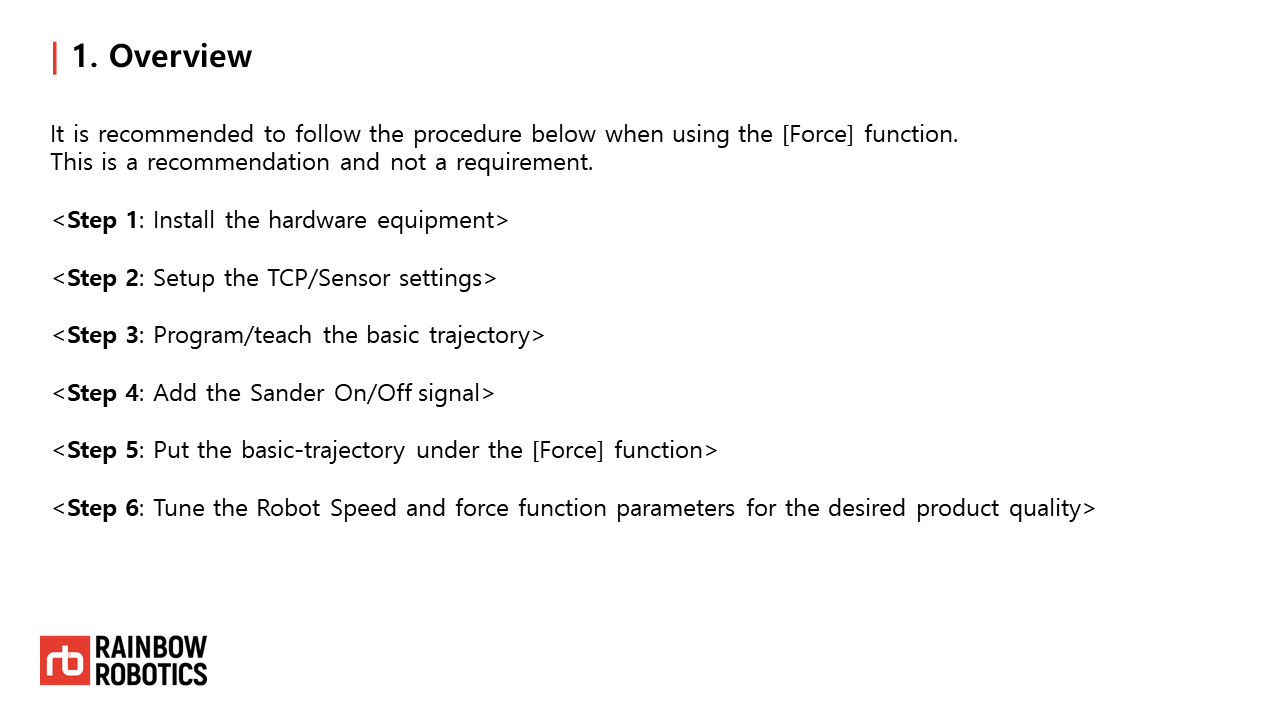 1. Overview
It is recommended to follow the procedure below when using the [Force] function.
This is a recommendation and not a requirement.
<Step 1: Install the hardware equipment>
<Step 2: Setup the TCP/Sensor settings>
<Step 3: Program/teach the basic trajectory>
<Step 4: Add the Sander On/Off signal>
<Step 5: Put the basic-trajectory under the [Force] function>
<Step 6: Tune the Robot Speed and force function parameters for the desired product quality>
rb
RAINBOW
ROBOTICS